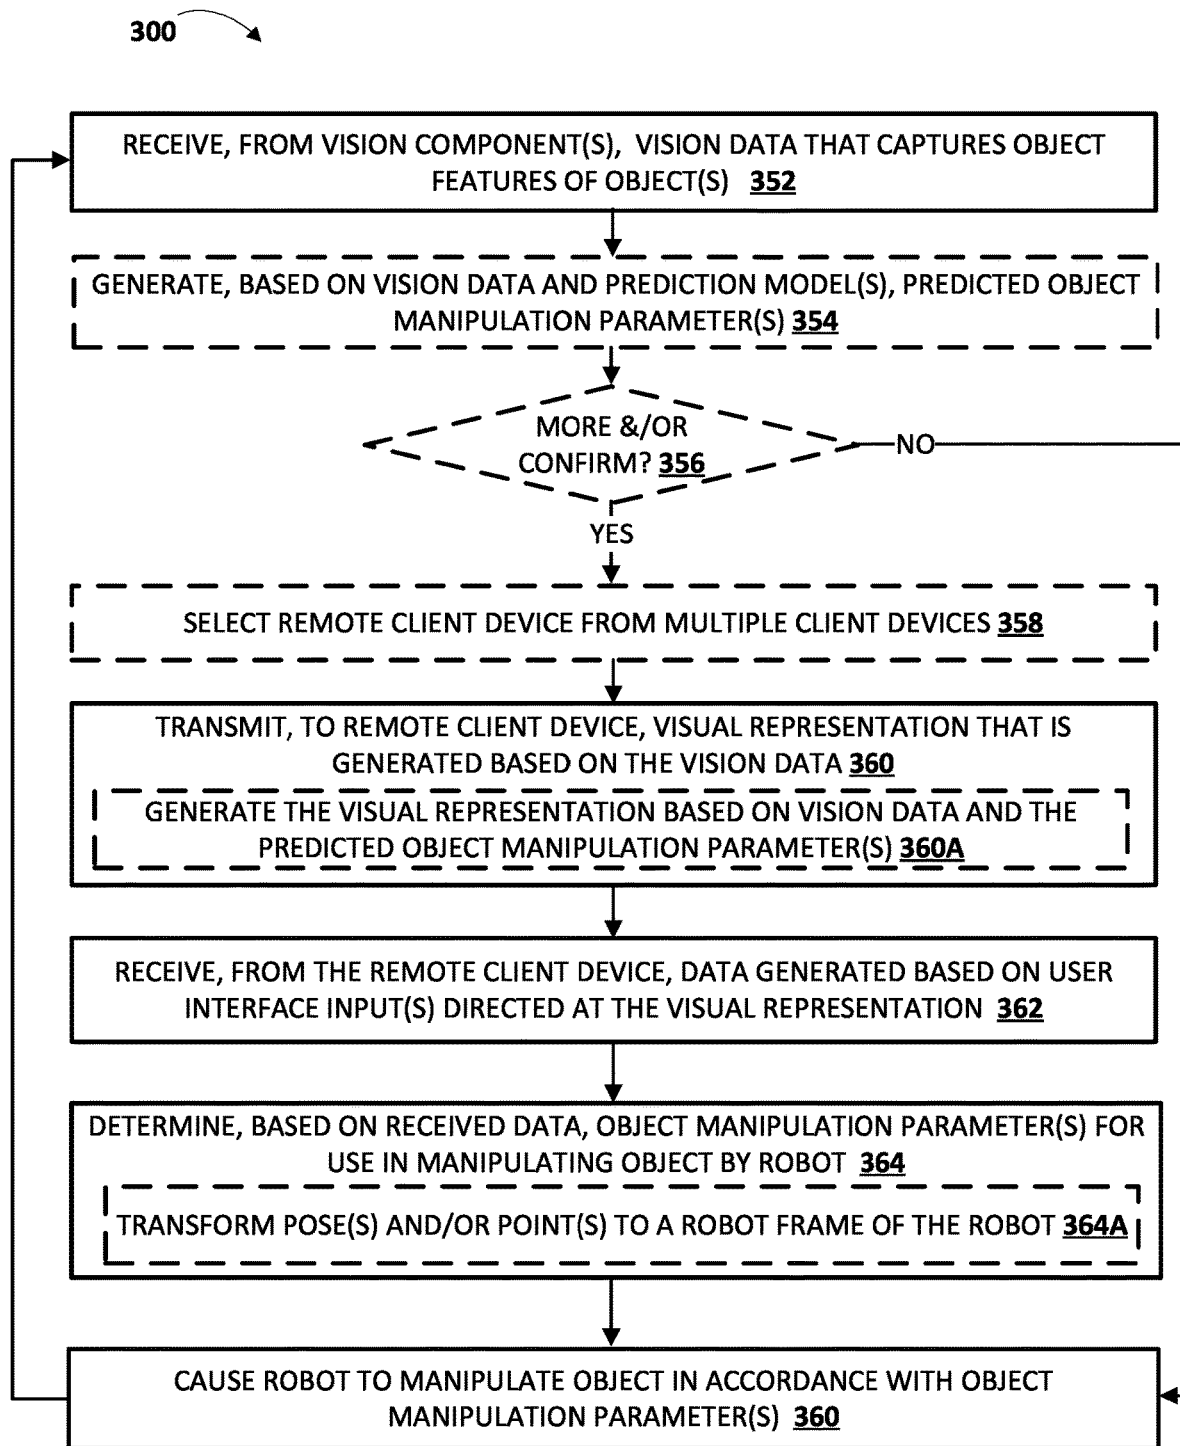 300
RECEIVE, FROM VISION COMPONENT(S), VISION DATA THAT CAPTURES OBJECT
FEATURES OF OBJECT(S) 352
GENERATE, BASED ON VISION DATA AND PREDICTION MODEL(S), PREDICTED OBJECT
MANIPULATION PARAMETER(S) 354
MORE &/OR
CONFIRM? 356
NO
YES
SELECT REMOTE CLIENT DEVICE FROM MULTIPLE CLIENT DEVICES 358
TRANSMIT, TO REMOTE CLIENT DEVICE, VISUAL REPRESENTATION THAT IS
GENERATED BASED ON THE VISION DATA 360
GENERATE THE VISUAL REPRESENTATION BASED ON VISION DATA AND THE
PREDICTED OBJECT MANIPULATION PARAMETER(S) 360A
RECEIVE, FROM THE REMOTE CLIENT DEVICE, DATA GENERATED BASED ON USER
INTERFACE INPUT(S) DIRECTED AT THE VISUAL REPRESENTATION 362
DETERMINE, BASED ON RECEIVED DATA, OBJECT MANIPULATION PARAMETER(S) FOR
USE IN MANIPULATING OBJECT BY ROBOT 364
TRANSFORM POSE(S) AND/OR POINT(S) TO A ROBOT FRAME OF THE ROBOT 364A
CAUSE ROBOT TO MANIPULATE OBJECT IN ACCORDANCE WITH OBJECT
MANIPULATION PARAMETER(S) 360